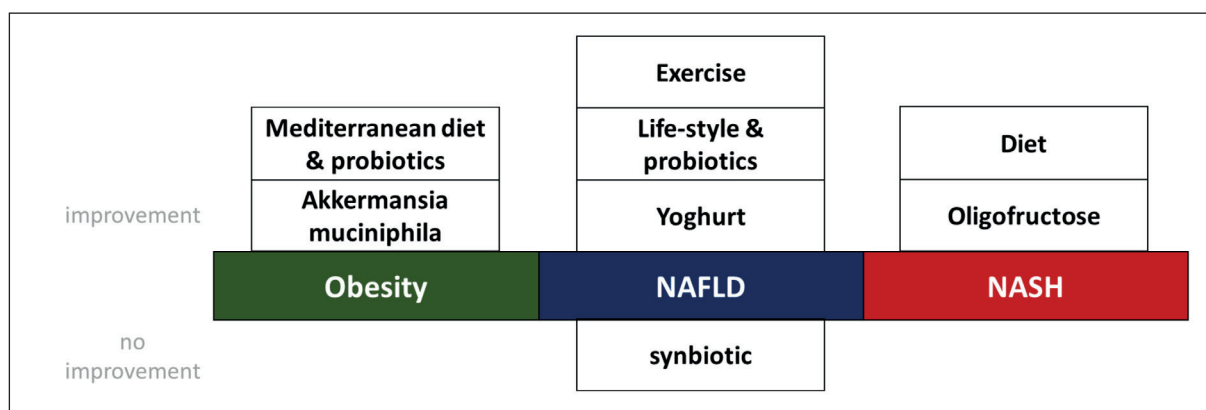 Exercise
Mediterranean diet
& probiotics
Life-style &
probiotics
Diet
improvement
Akkermansia
muciniphila
Yoghurt
Oligofructose
Obesity
NAFLD
NASH
no
improvement
synbiotic